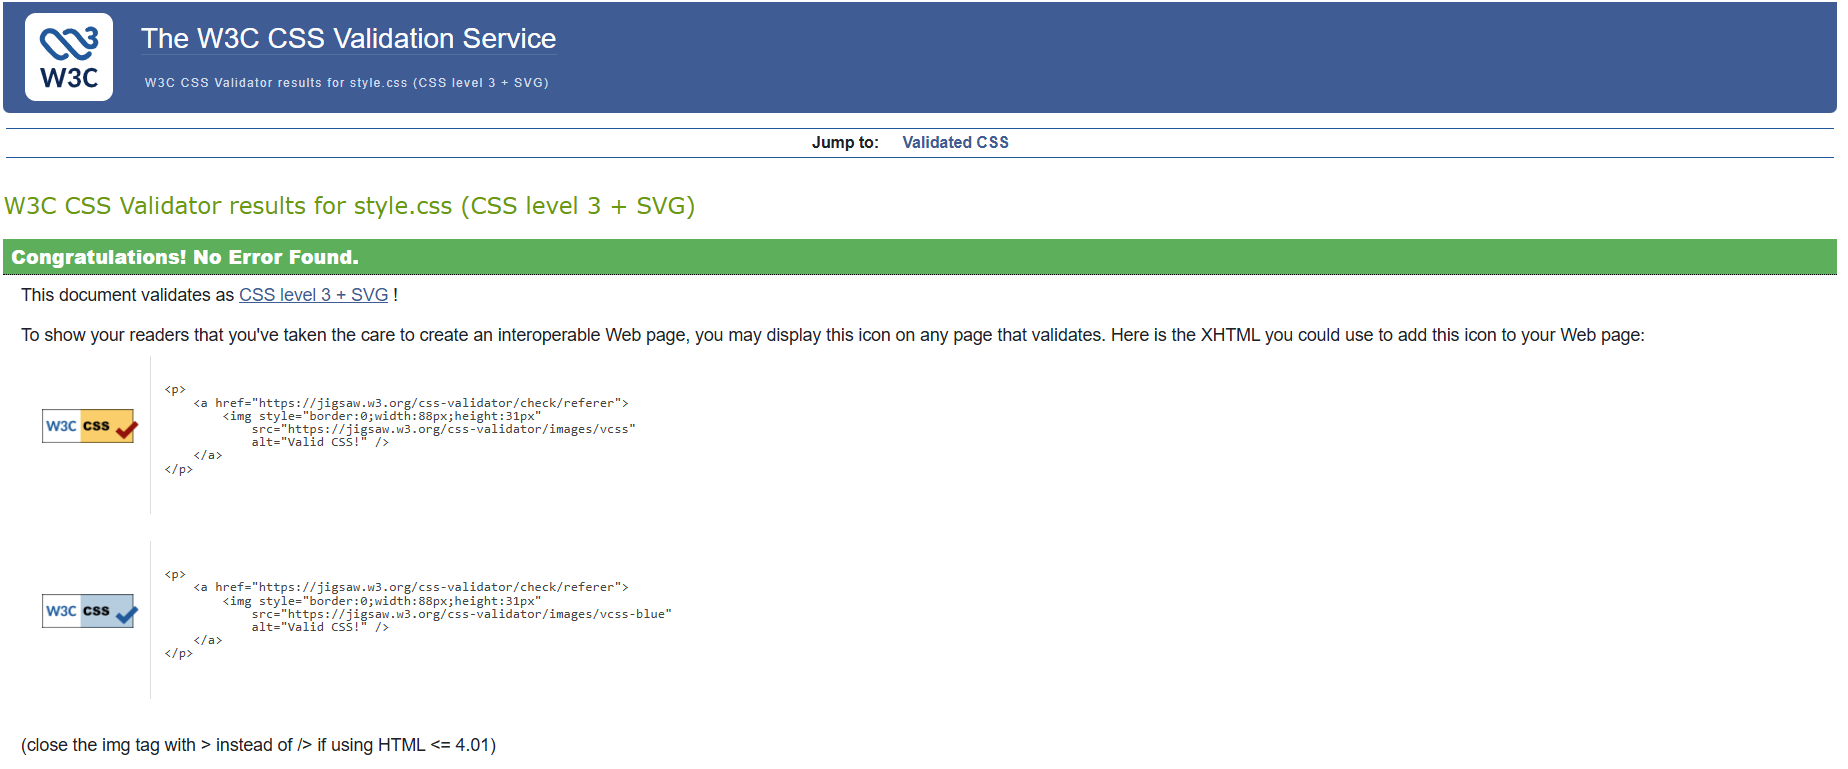 W3C
The W3C CSS Validation Service
W3C CSS Validator results for style.css (CSS level 3 + SVG)
Jump to: Validated CSS
W3C CSS Validator results for style.css (CSS level 3 + SVG)
Congratulations! No Error Found.
This document validates as CSS level 3 + SVG !
To show your readers that you've taken the care to create an interoperable Web page, you may display this icon on any page that validates. Here is the XHTML you could use to add this icon to your Web page:
W3C css
<p>
    <a href="https://jigsaw.w3.org/css-validator/check/referer">
        <img style="border:0;width:88px;height:31px"
            src="https://jigsaw.w3.org/css-validator/images/vcss"
            alt="Valid CSS!" />
    </a>
</p>
W3C css
<p>
    <a href="https://jigsaw.w3.org/css-validator/check/referer">
        <img style="border:0;width:88px;height:31px"
            src="https://jigsaw.w3.org/css-validator/images/vcss-blue"
            alt="Valid CSS!" />
    </a>
</p>
(close the img tag with > instead of /> if using HTML <= 4.01)